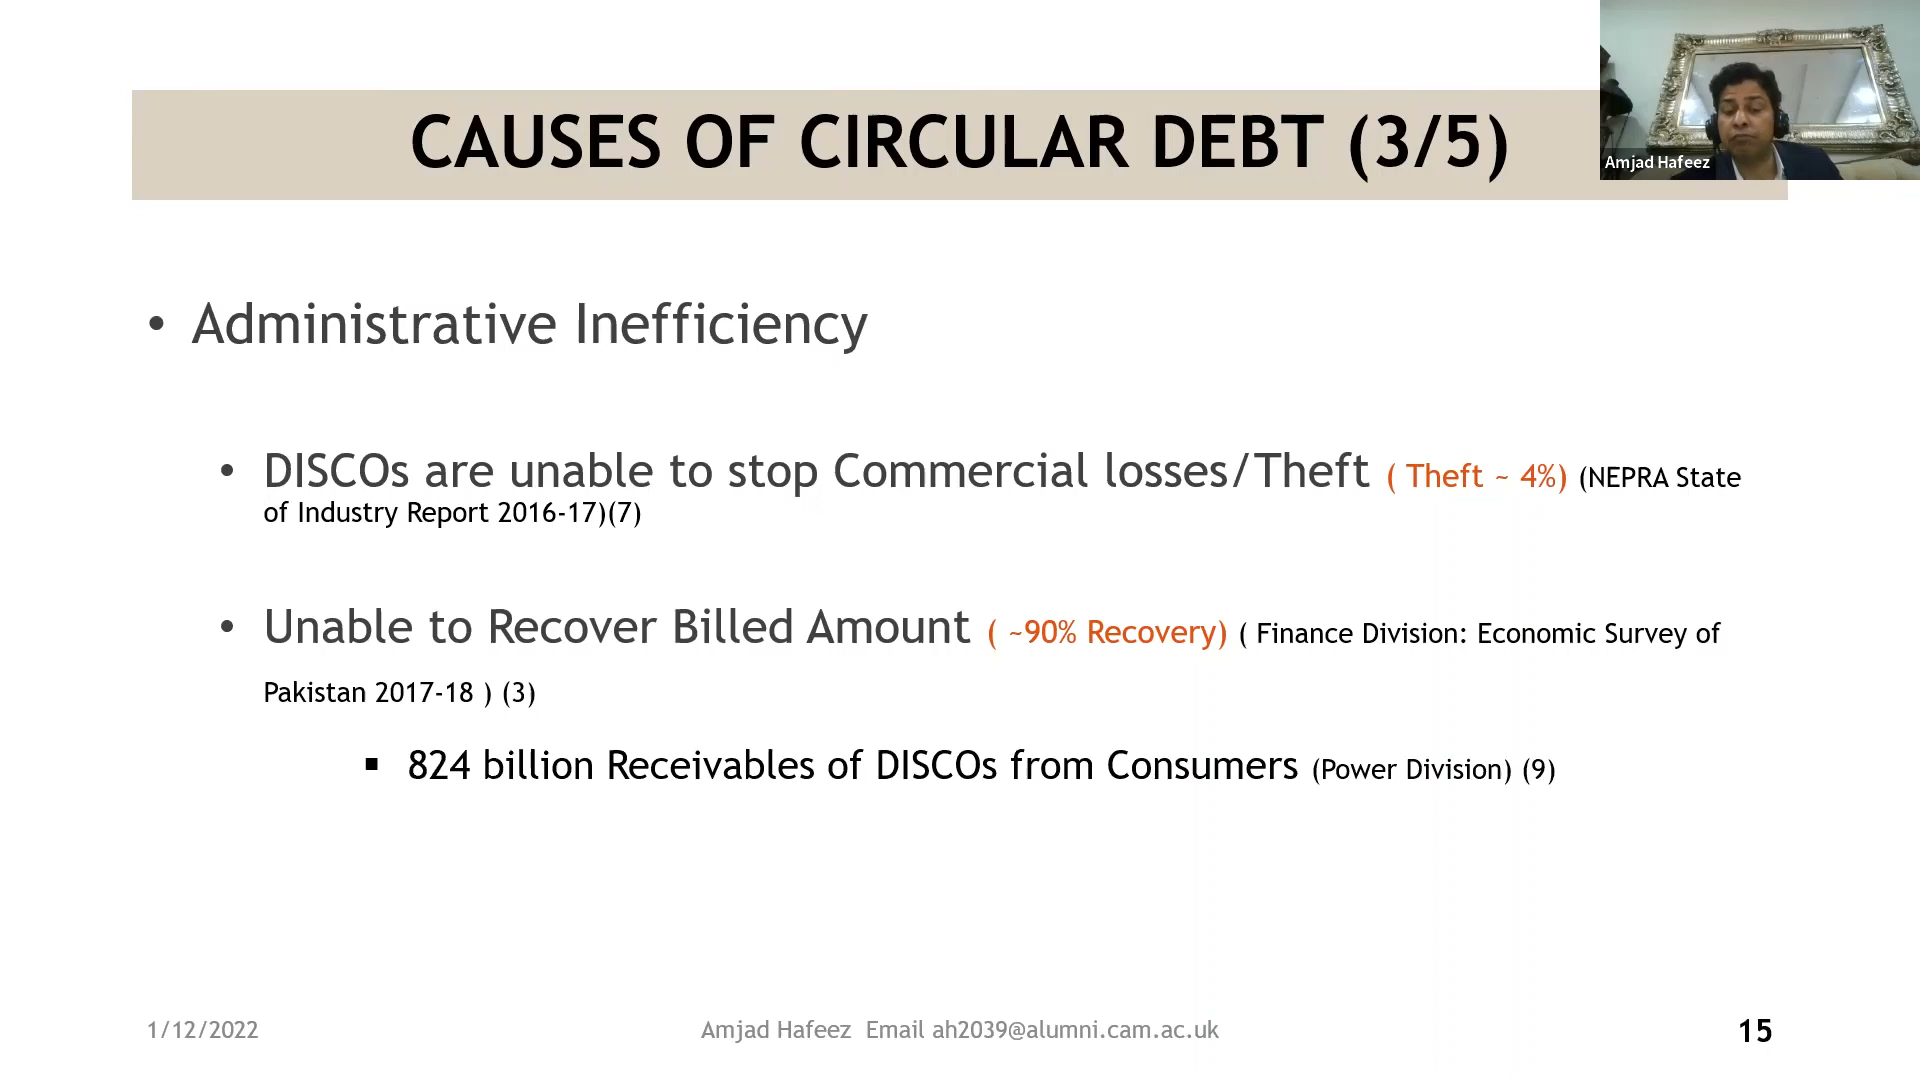 CAUSES OF CIRCULAR DEBT (3/5)
Amjad Hafeez
• Administrative Inefficiency
• DISCOs are unable to stop Commercial losses/Theft ( Theft ~ 4%) (NEPRA State
of Industry Report 2016-17)(7)
• Unable to Recover Billed Amount ( ~90% Recovery) ( Finance Division: Economic Survey of
Pakistan 2017-18 ) (3)
▪ 824 billion Receivables of DISCOs from Consumers (Power Division) (9)
1/12/2022
Amjad Hafeez Email ah2039@alumni.cam.ac.uk
15